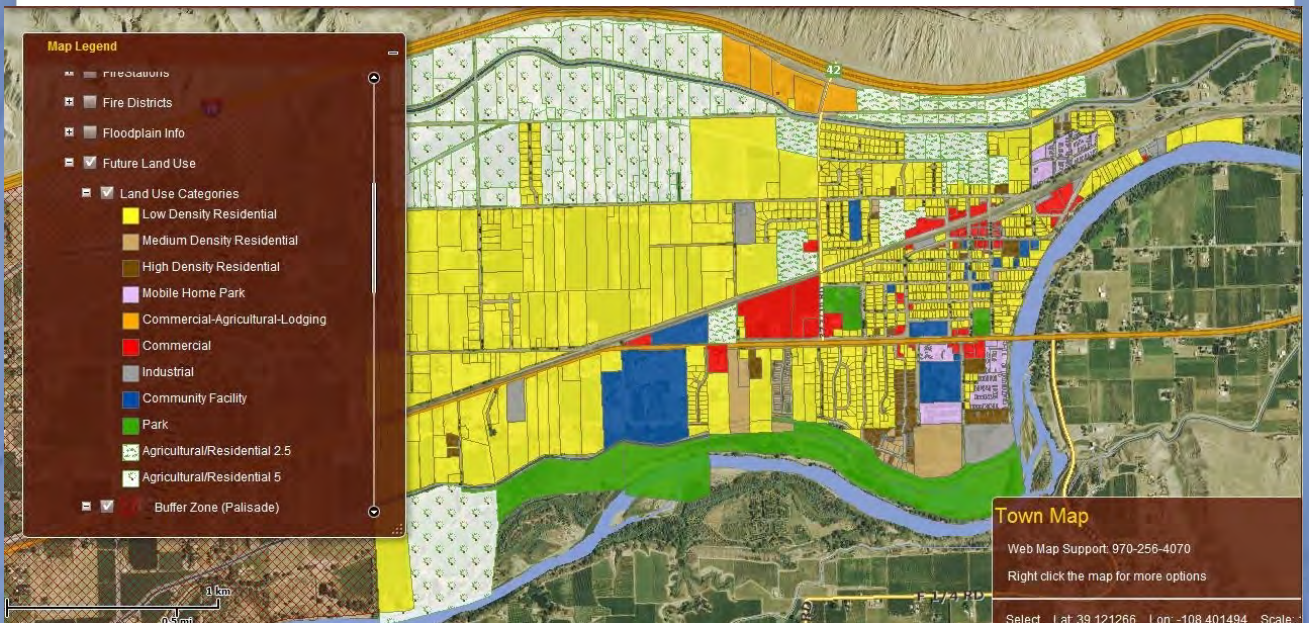 Map Legend
FireStations
Fire Districts
Floodplain Info
Future Land Use
Land Use Categories
Low Density Residential
Medium Density Residential
High Density Residential
Mobile Home Park
Commercial-Agricultural-Lodging
Commercial
Industrial
Community Facility
Park
Agricultural/Residential 2.5
Agricultural/Residential 5
Buffer Zone (Palisade)
1 km
0.5 mi
42
F 1/4 RD
RD
Town Map
Web Map Support: 970-256-4070
Right click the map for more options
Select Lat: 39.121266 Lon: -108.401494 Scale: